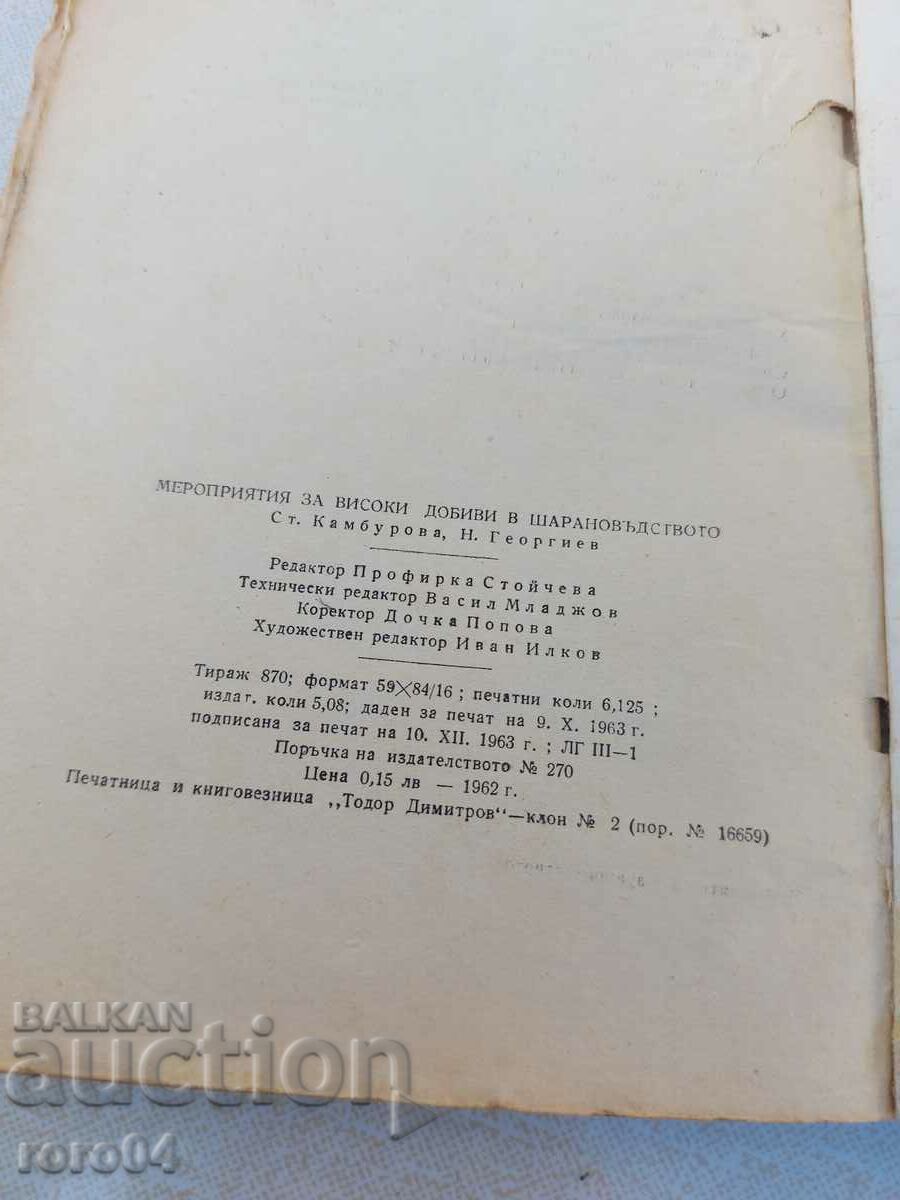 МЕРОПРИЯТИЯ ЗА ВИСОКИ ДОБИВИ В ШАРАНОВЪДСТВОТО
Ст. Камбурова, Н. Георгиев
Редактор Профирка Стойчева
Технически редактор Васил Младжов
Коректор Дочка Попова
Художествен редактор Иван Илков
Тираж 870; формат 59×84/16 ; печатни коли 6,125 ;
издат. коли 5,08; даден за печат на 9. X. 1963 г.
подписана за печат на 10. XII. 1963 г. ; ЛГ III—1
Поръчка на издателството № 270
Цена 0,15 лв — 1962 г.
Печатница и книговезница „Тодор Димитров"—клон № 2 (пор. № 16659)
BALKAN
auction
roro04